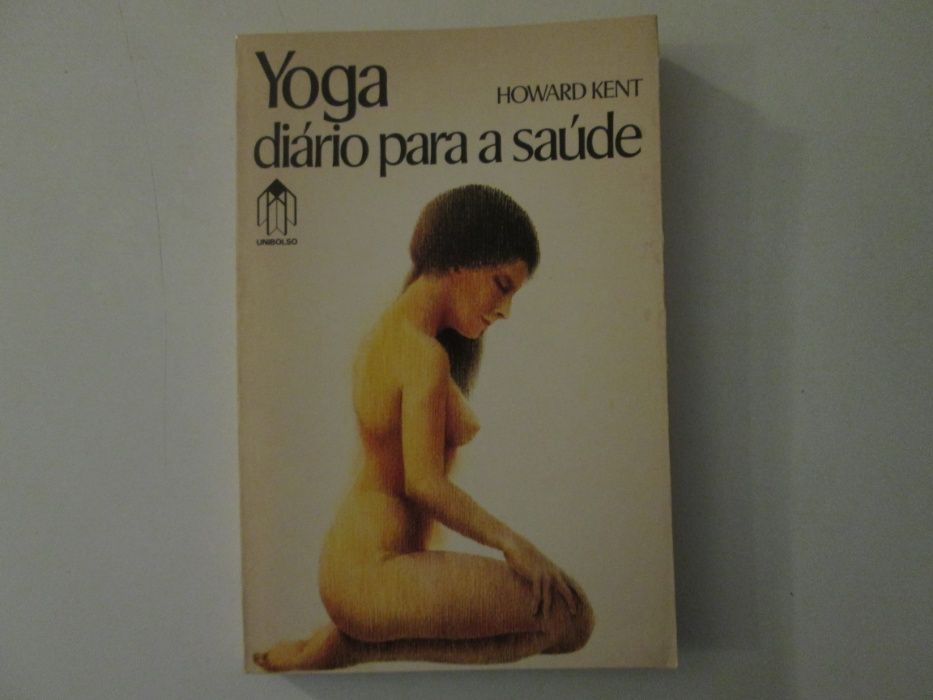 Yoga
HOWARD KENT
diário para a saúde
UNIBOLSO